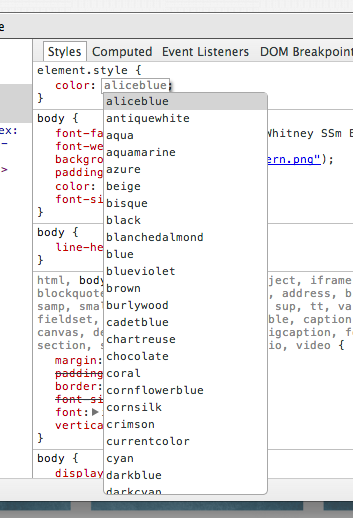 e
Styles Computed Event Listeners DOM Breakpoint
element.style {
color: aliceblue;
}
aliceblue
antiquewhite
aqua
aquamarine
azure
beige
bisque
black
blanchedalmond
blue
blueviolet
brown
burlywood
cadetblue
chartreuse
chocolate
coral
cornflowerblue
cornsilk
crimson
currentcolor
cyan
darkblue
darkcyan
ex:
>
body {
font-fa Whitney SSm
font-we
backgro ern.png");
padding
color:
font-si
}
body {
line-he
}
html, body ject, iframe
blockquote , address, b
samp, smal sup, tt, va
fieldset, ble, caption
canvas, de igcaption, f
section, s io, video {
margin:
padding
border:
font-si
font:
vertica
}
body {
display